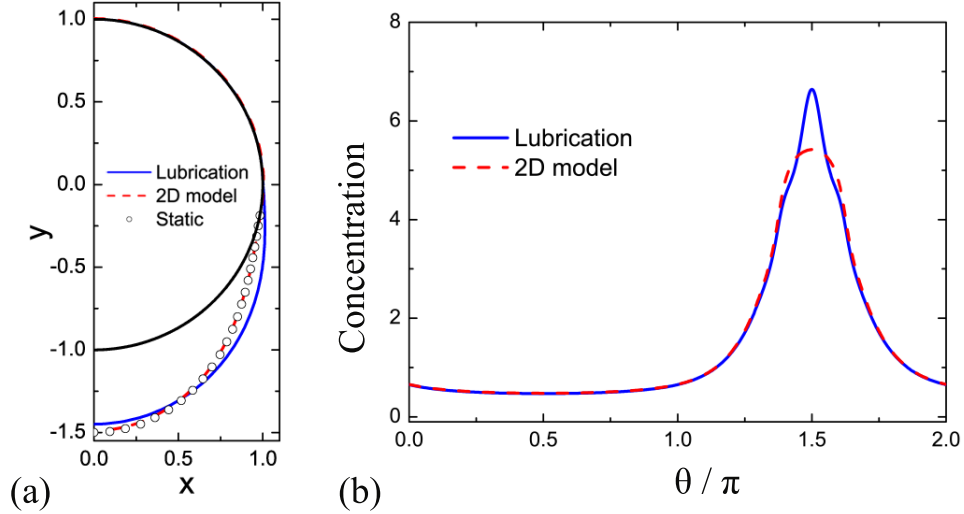 1.0
0.5
0.0
-0.5
-1.0
-1.5
y
Lubrication
2D model
Static
0.0 0.5 1.0
x
(a)
8
6
4
2
0
Concentration
Lubrication
2D model
0.0 0.5 1.0 1.5 2.0
θ / π
(b)